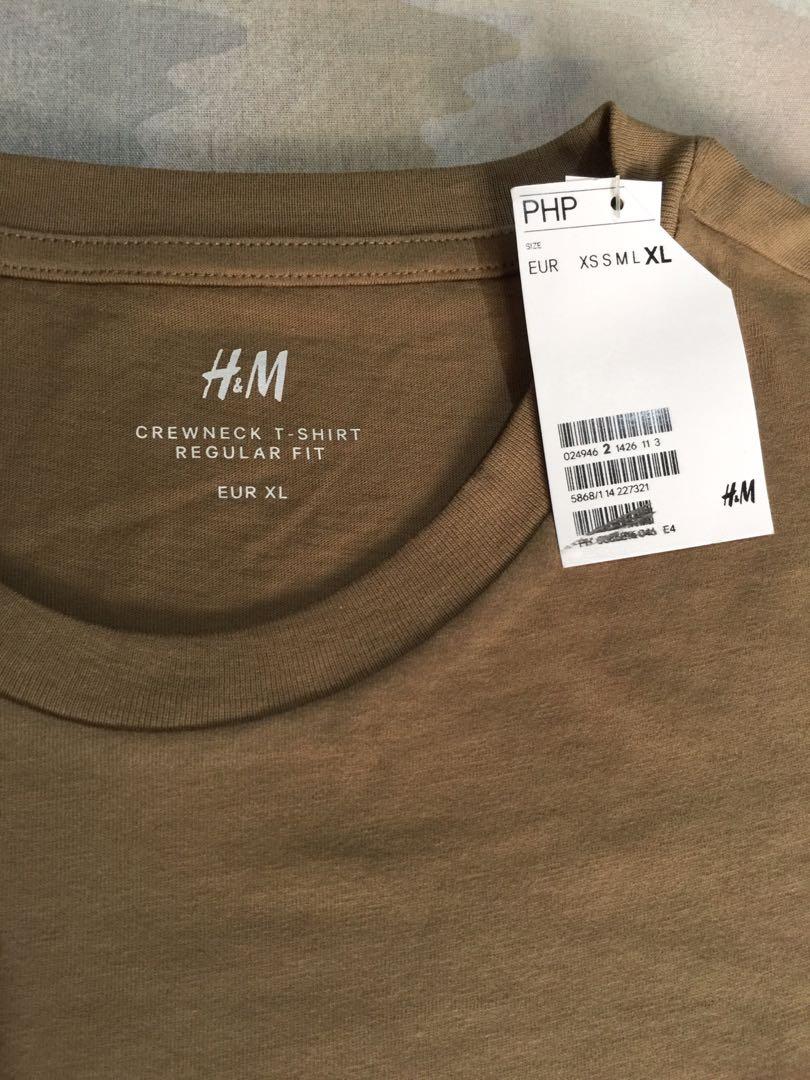 H&M
CREWNECK T-SHIRT
REGULAR FIT
EUR XL
PHP
SIZE
EUR XS S M L XL
024946 2 1426 11 3
5868/1 14 227321
E4
H&M